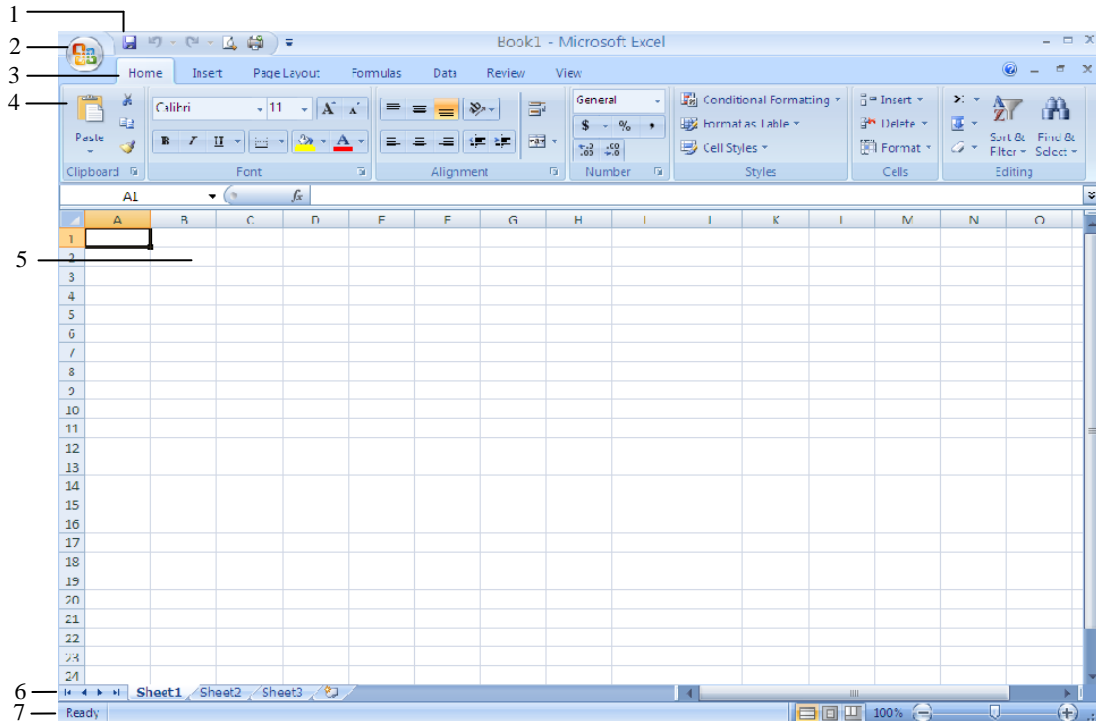 1
2
3
4
5
6
7
Book1 - Microsoft Excel
Home Insert Page Layout Formulas Data Review View
Paste
Calibri 11
General
Conditional Formatting
Format as Table
Cell Styles
Insert
Delete
Format
Sort & Filter
Find & Select
Clipboard Font Alignment Number Styles Cells Editing
A1 fx
A B C D E F G H I J K L M N O
1
2
3
4
5
6
7
8
9
10
11
12
13
14
15
16
17
18
19
20
21
22
23
24
Sheet1 Sheet2 Sheet3
Ready 100%